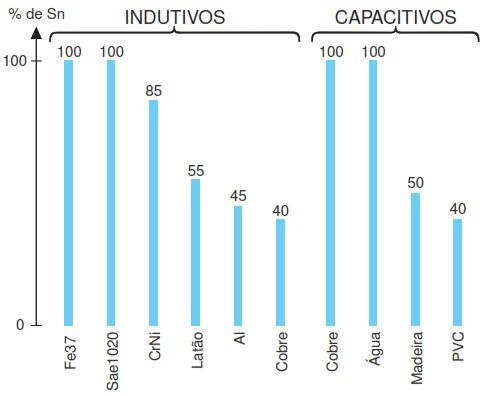 % de Sn
INDUTIVOS
CAPACITIVOS
100
100
100
85
55
45
40
100
100
50
40
0
Fe37
Sae1020
CrNi
Latão
Al
Cobre
Cobre
Água
Madeira
PVC